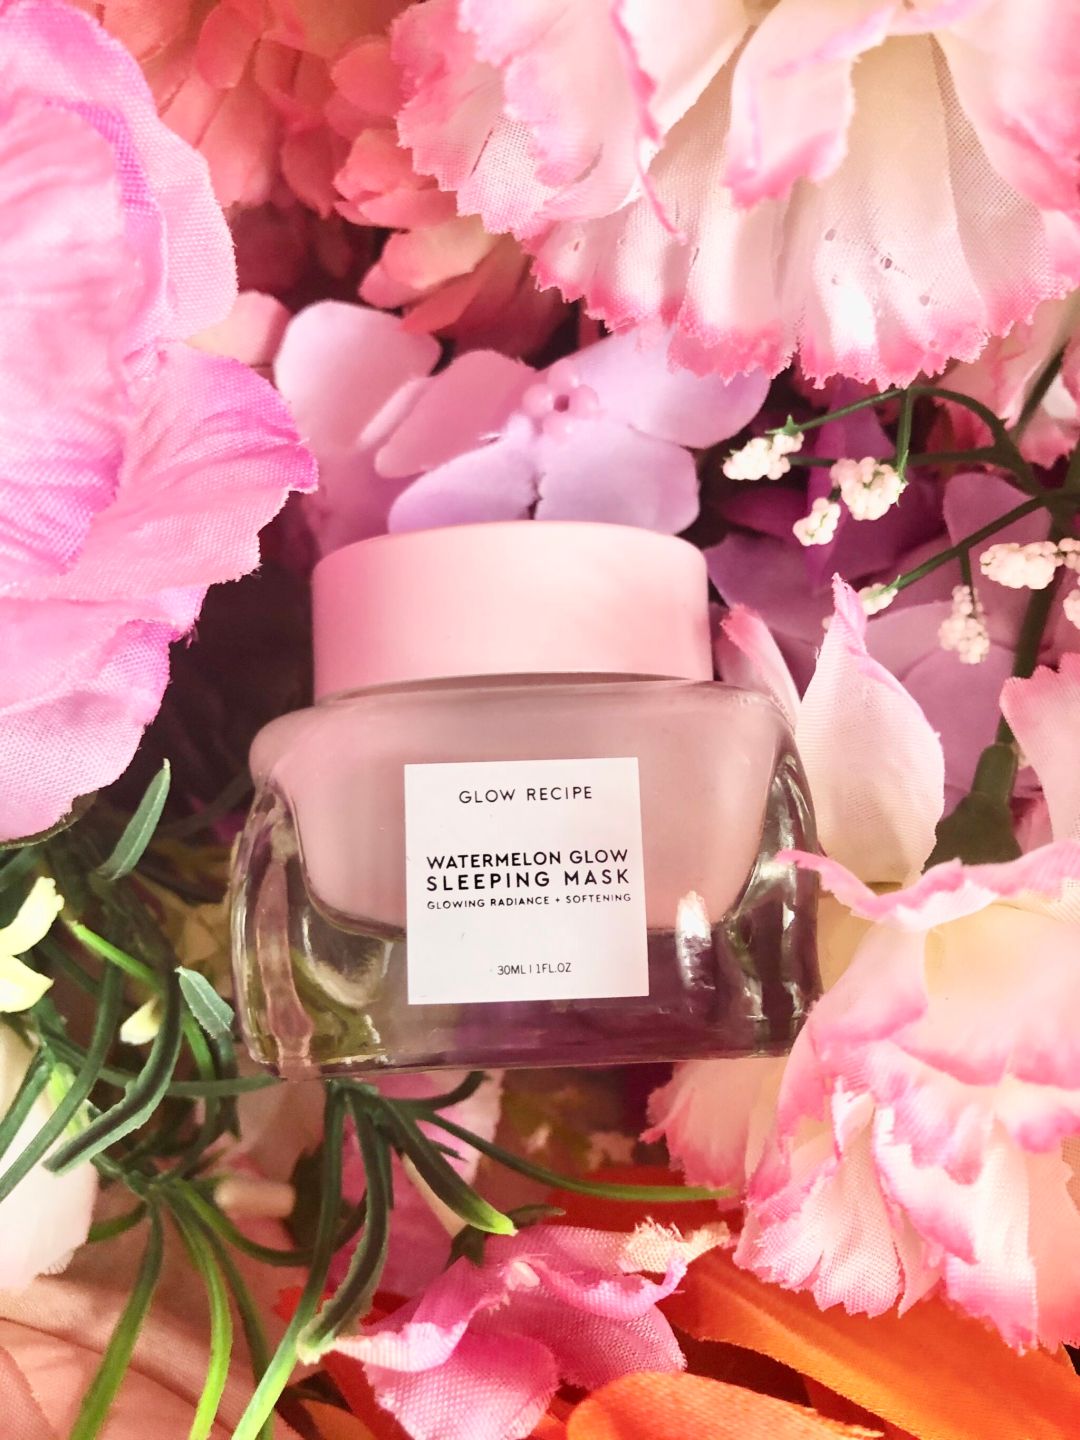 GLOW RECIPE
WATERMELON GLOW
SLEEPING MASK
GLOWING RADIANCE + SOFTENING
30ML | 1FL.OZ